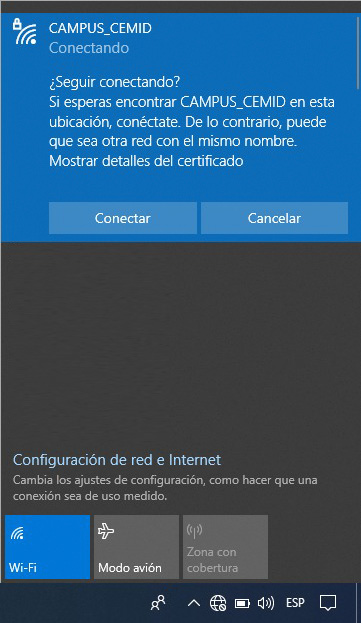 CAMPUS_CEMID
Conectando
¿Seguir conectando?
Si esperas encontrar CAMPUS_CEMID en esta
ubicación, conéctate. De lo contrario, puede
que sea otra red con el mismo nombre.
Mostrar detalles del certificado
Conectar
Cancelar
Configuración de red e Internet
Cambia los ajustes de configuración, como hacer que una
conexión sea de uso medido.
Wi-Fi
Modo avión
Zona con
cobertura
ESP